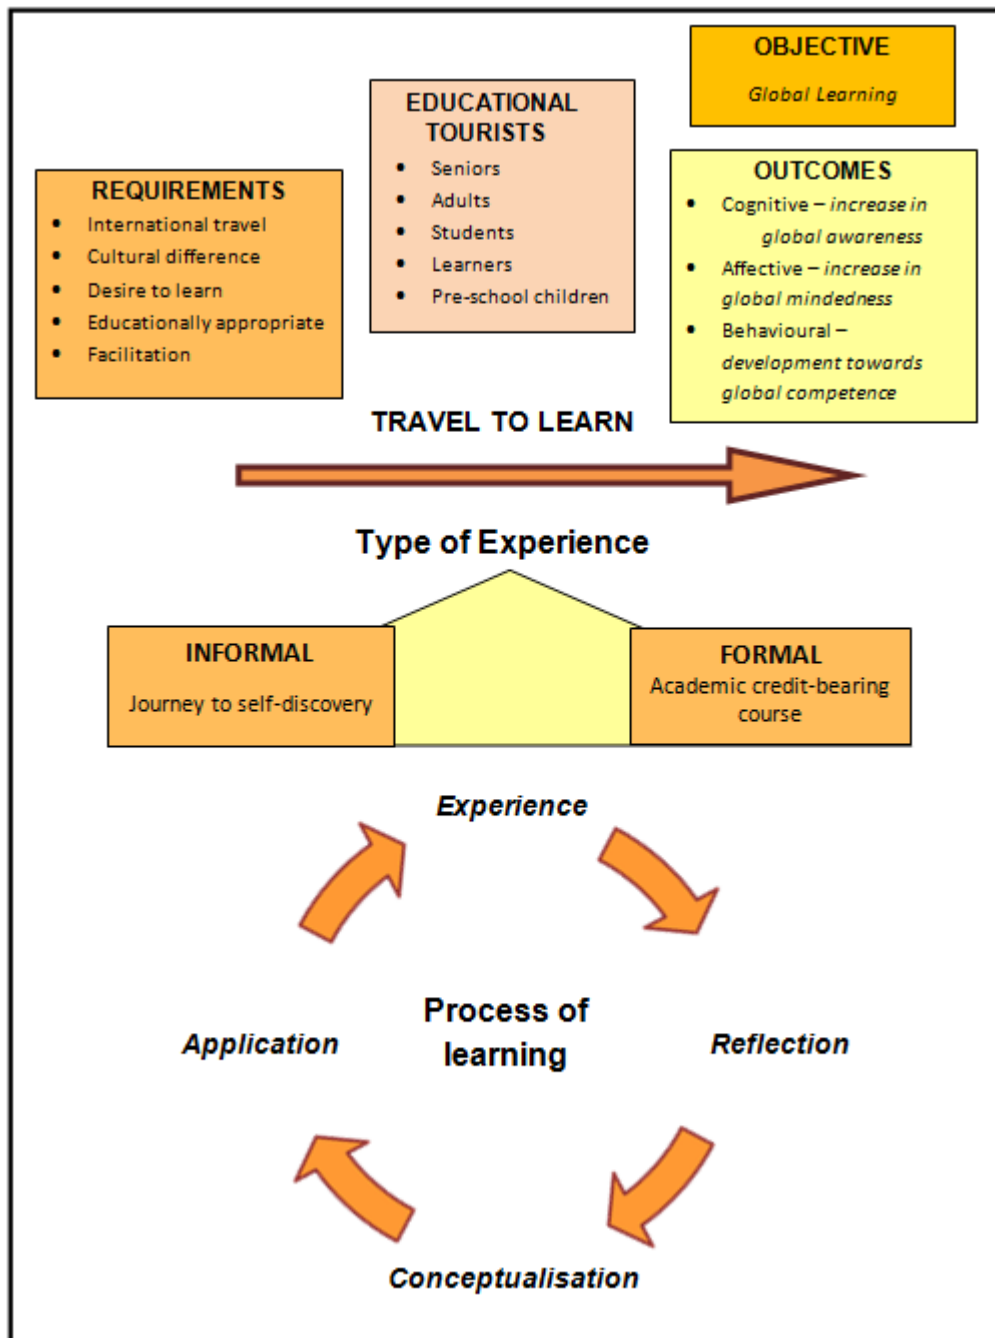 OBJECTIVE
Global Learning
EDUCATIONAL
TOURISTS
• Seniors
• Adults
• Students
• Learners
• Pre-school children
REQUIREMENTS
• International travel
• Cultural difference
• Desire to learn
• Educationally appropriate
• Facilitation
OUTCOMES
• Cognitive – increase in
global awareness
• Affective – increase in
global mindedness
• Behavioural –
development towards
global competence
TRAVEL TO LEARN
Type of Experience
INFORMAL
Journey to self-discovery
FORMAL
Academic credit-bearing
course
Experience
Process of
learning
Application
Reflection
Conceptualisation